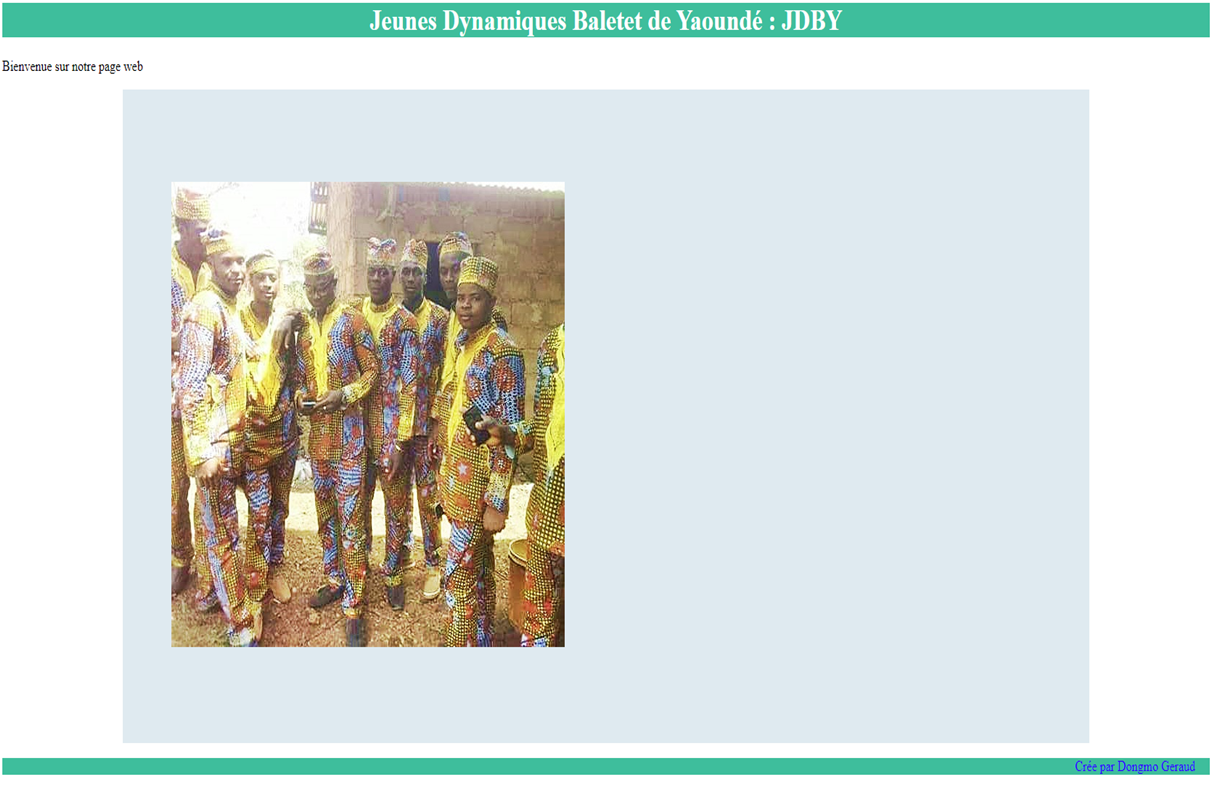 Jeunes Dynamiques Baletet de Yaoundé : JDBY
Bienvenue sur notre page web
Crée par Dongmo Geraud